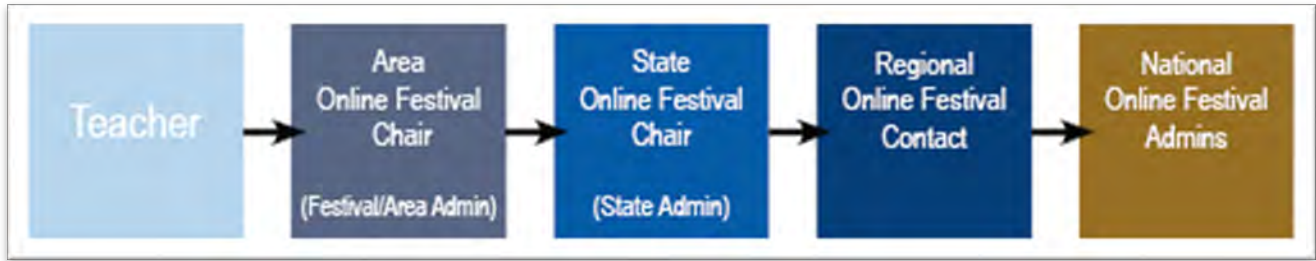 Teacher
Area
Online Festival
Chair
(Festival/Area Admin)
State
Online Festival
Chair
(State Admin)
Regional
Online Festival
Contact
National
Online Festival
Admins